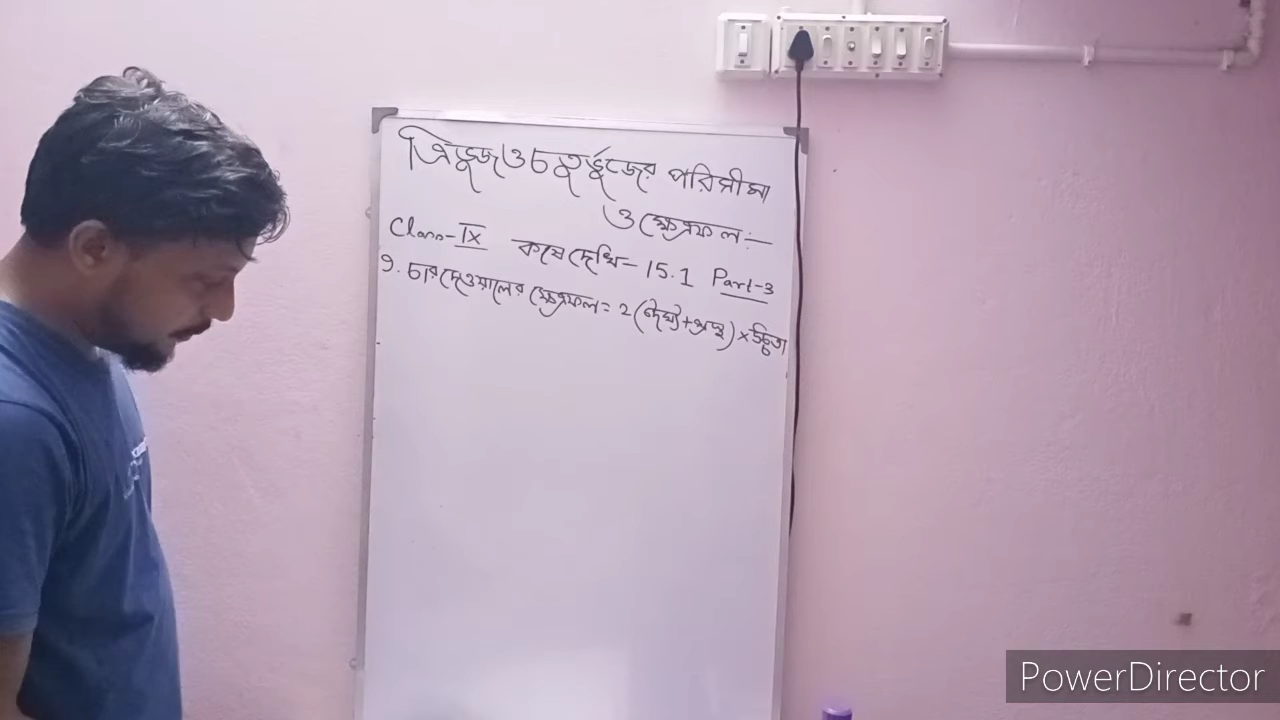 ত্রিভুজ ও চতুর্ভুজের পরিসীমা
ও ক্ষেত্রফল :-
Class-IX কষে দেখি - 15.1 Part-3
9. চার দেওয়ালের ক্ষেত্রফল = 2(দৈর্ঘ্য + প্রস্থ) × উচ্চতা
PowerDirector